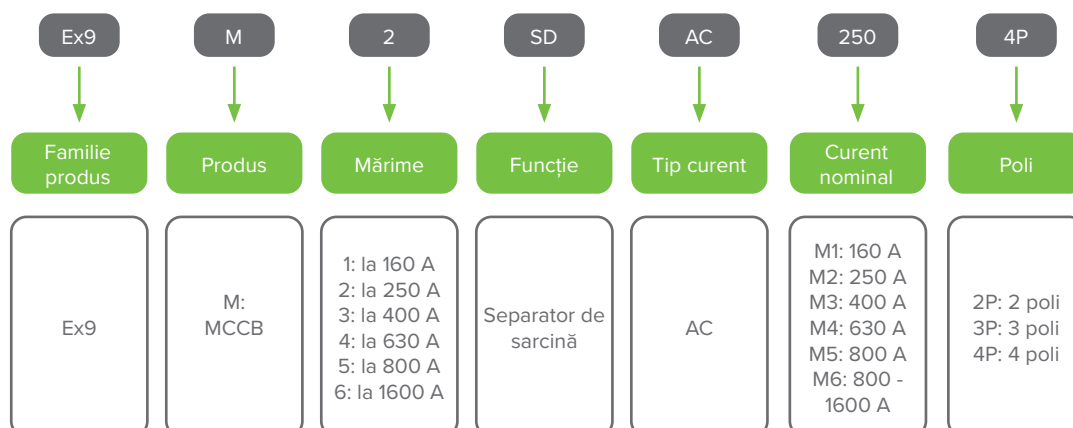 Ex9
M
2
SD
AC
250
4P
Familie
produs
Produs
Mărime
Funcție
Tip curent
Curent
nominal
Poli
Ex9
M:
MCCB
1: la 160 A
2: la 250 A
3: la 400 A
4: la 630 A
5: la 800 A
6: la 1600 A
Separator de
sarcină
AC
M1: 160 A
M2: 250 A
M3: 400 A
M4: 630 A
M5: 800 A
M6: 800 -
1600 A
2P: 2 poli
3P: 3 poli
4P: 4 poli